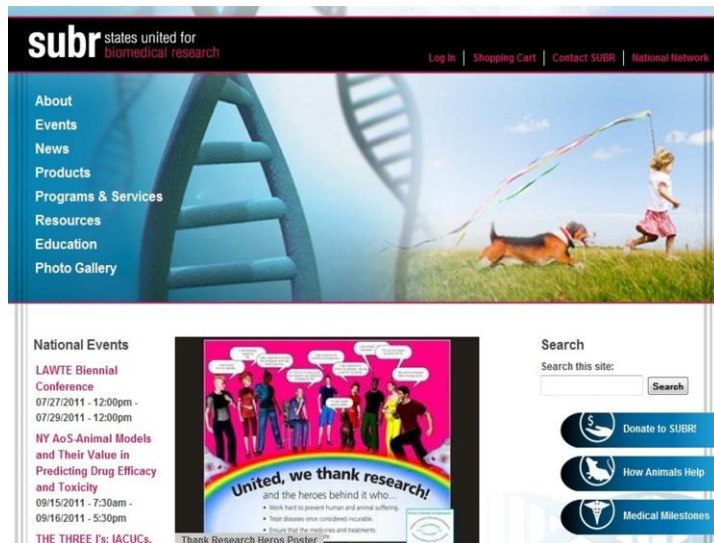 subr states united for
biomedical research
Log In
Shopping Cart
Contact SUBR
National Network
About
Events
News
Products
Programs & Services
Resources
Education
Photo Gallery
National Events
LAWTE Biennial
Conference
07/27/2011 - 12:00pm -
07/29/2011 - 12:00pm
NY AoS-Animal Models
and Their Value in
Predicting Drug Efficacy
and Toxicity
09/15/2011 - 7:30am -
09/16/2011 - 5:30pm
THE THREE I's: IACUCs,
United, we thank research!
and the heroes behind it who...
• Work hard to prevent human and animal suffering.
• Treat diseases once considered incurable.
• Ensure that the medicines and treatments
Thank Research Heros Poster
Search
Search this site:
Search
Donate to SUBR!
How Animals Help
Medical Milestones